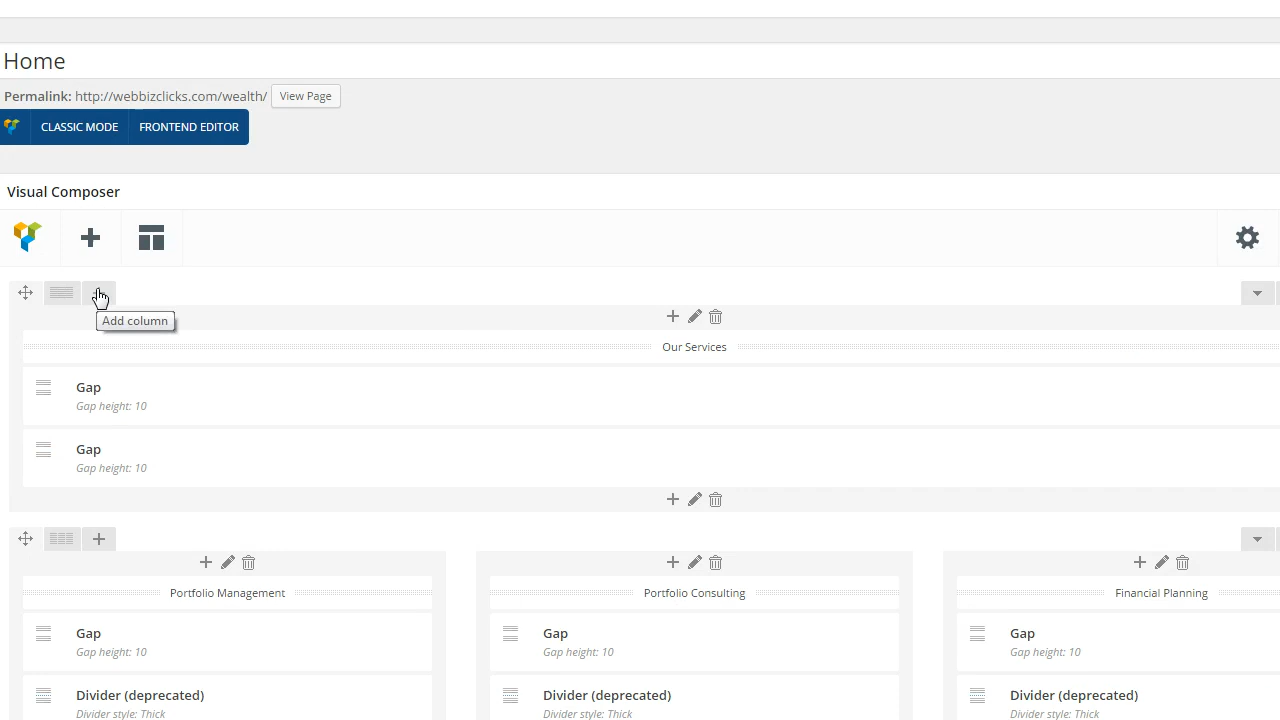 Home
Permalink: http://webbizclicks.com/wealth/ View Page
CLASSIC MODE FRONTEND EDITOR
Visual Composer
Add column
Our Services
Gap
Gap height: 10
Gap
Gap height: 10
Portfolio Management Portfolio Consulting Financial Planning
Gap Gap Gap
Gap height: 10 Gap height: 10 Gap height: 10
Divider (deprecated) Divider (deprecated) Divider (deprecated)
Divider style: Thick Divider style: Thick Divider style: Thick